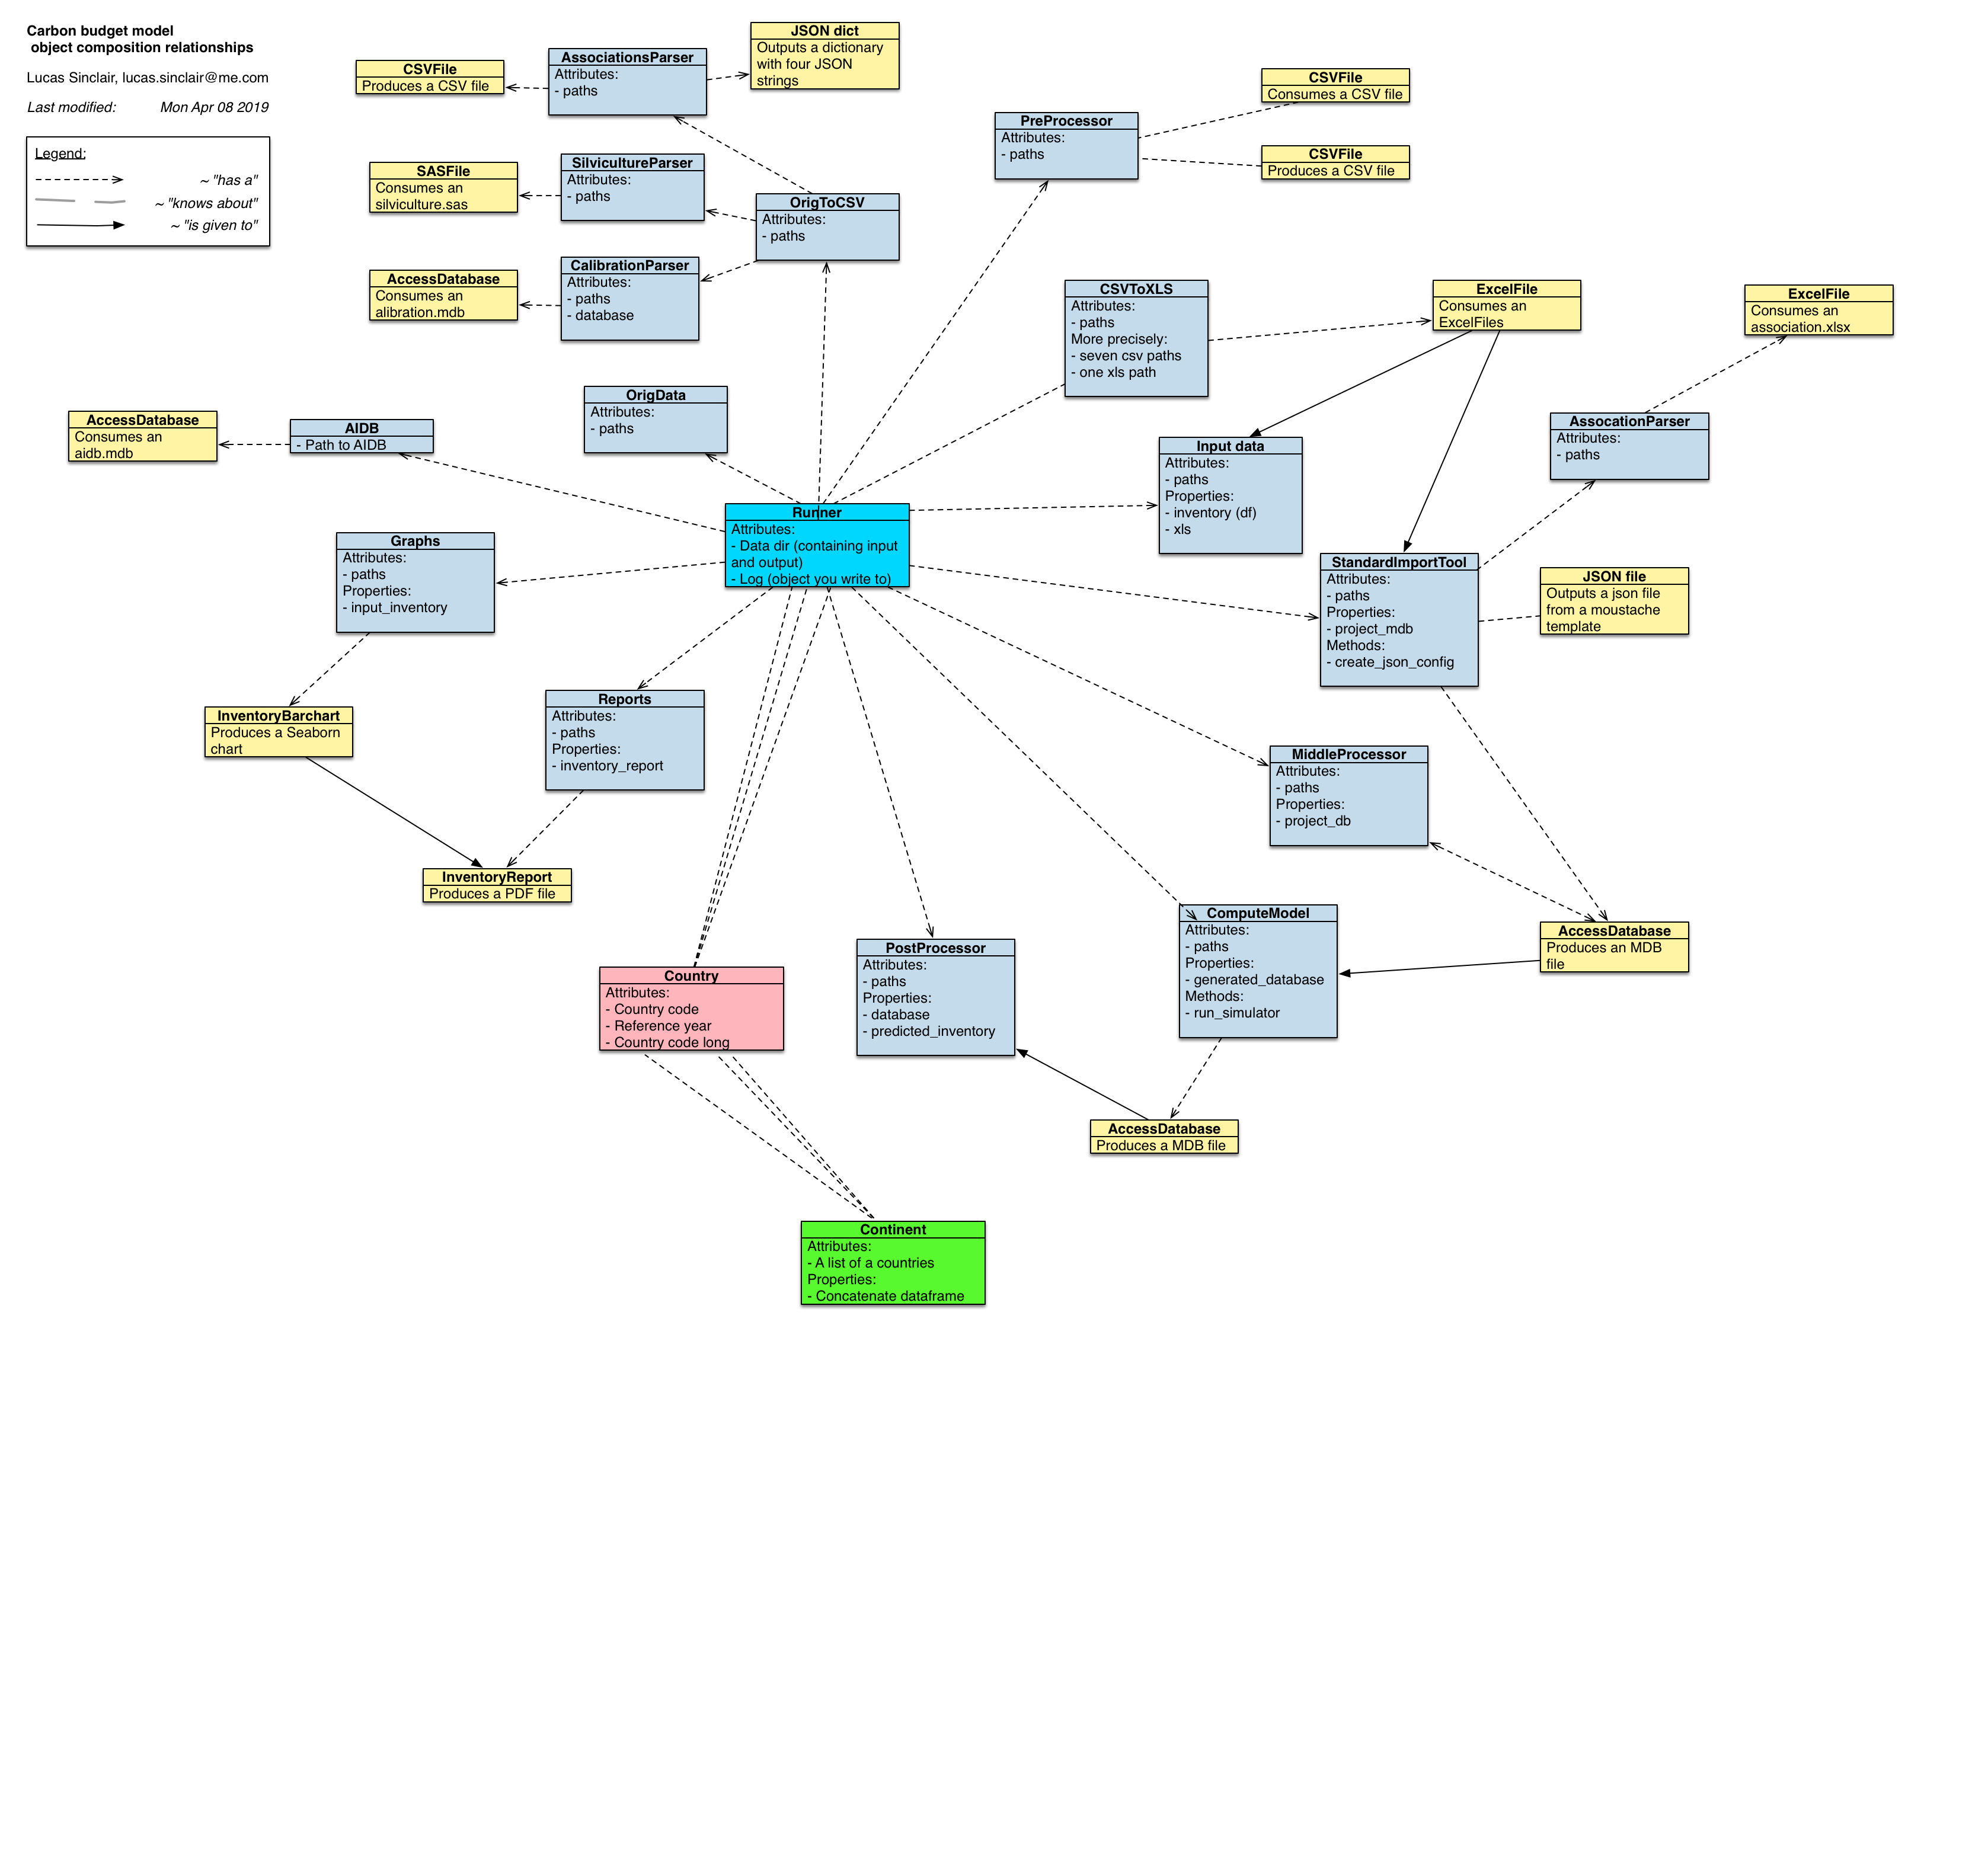 Carbon budget model
object composition relationships
Lucas Sinclair, lucas.sinclair@me.com
Last modified: Mon Apr 08 2019
Legend:
~ "has a"
~ "knows about"
~ "is given to"
CSVFile
Produces a CSV file
AssociationsParser
Attributes:
- paths
JSON dict
Outputs a dictionary
with four JSON
strings
SASFile
Consumes an
silviculture.sas
SilvicultureParser
Attributes:
- paths
OrigToCSV
Attributes:
- paths
AccessDatabase
Consumes an
alibration.mdb
CalibrationParser
Attributes:
- paths
- database
PreProcessor
Attributes:
- paths
CSVFile
Consumes a CSV file
CSVFile
Produces a CSV file
CSVToXLS
Attributes:
- paths
More precisely:
- seven csv paths
- one xls path
ExcelFile
Consumes an
ExcelFiles
ExcelFile
Consumes an
association.xlsx
AccessDatabase
Consumes an
aidb.mdb
AIDB
- Path to AIDB
OrigData
Attributes:
- paths
Input data
Attributes:
- paths
Properties:
- inventory (df)
- xls
AssocationParser
Attributes:
- paths
Runner
Attributes:
- Data dir (containing input
and output)
- Log (object you write to)
Graphs
Attributes:
- paths
Properties:
- input_inventory
StandardImportTool
Attributes:
- paths
Properties:
- project_mdb
Methods:
- create_json_config
JSON file
Outputs a json file
from a moustache
template
InventoryBarchart
Produces a Seaborn
chart
Reports
Attributes:
- paths
Properties:
- inventory_report
MiddleProcessor
Attributes:
- paths
Properties:
- project_db
InventoryReport
Produces a PDF file
ComputeModel
Attributes:
- paths
Properties:
- generated_database
Methods:
- run_simulator
AccessDatabase
Produces an MDB
file
Country
Attributes:
- Country code
- Reference year
- Country code long
PostProcessor
Attributes:
- paths
Properties:
- database
- predicted_inventory
AccessDatabase
Produces a MDB file
Continent
Attributes:
- A list of a countries
Properties:
- Concatenate dataframe